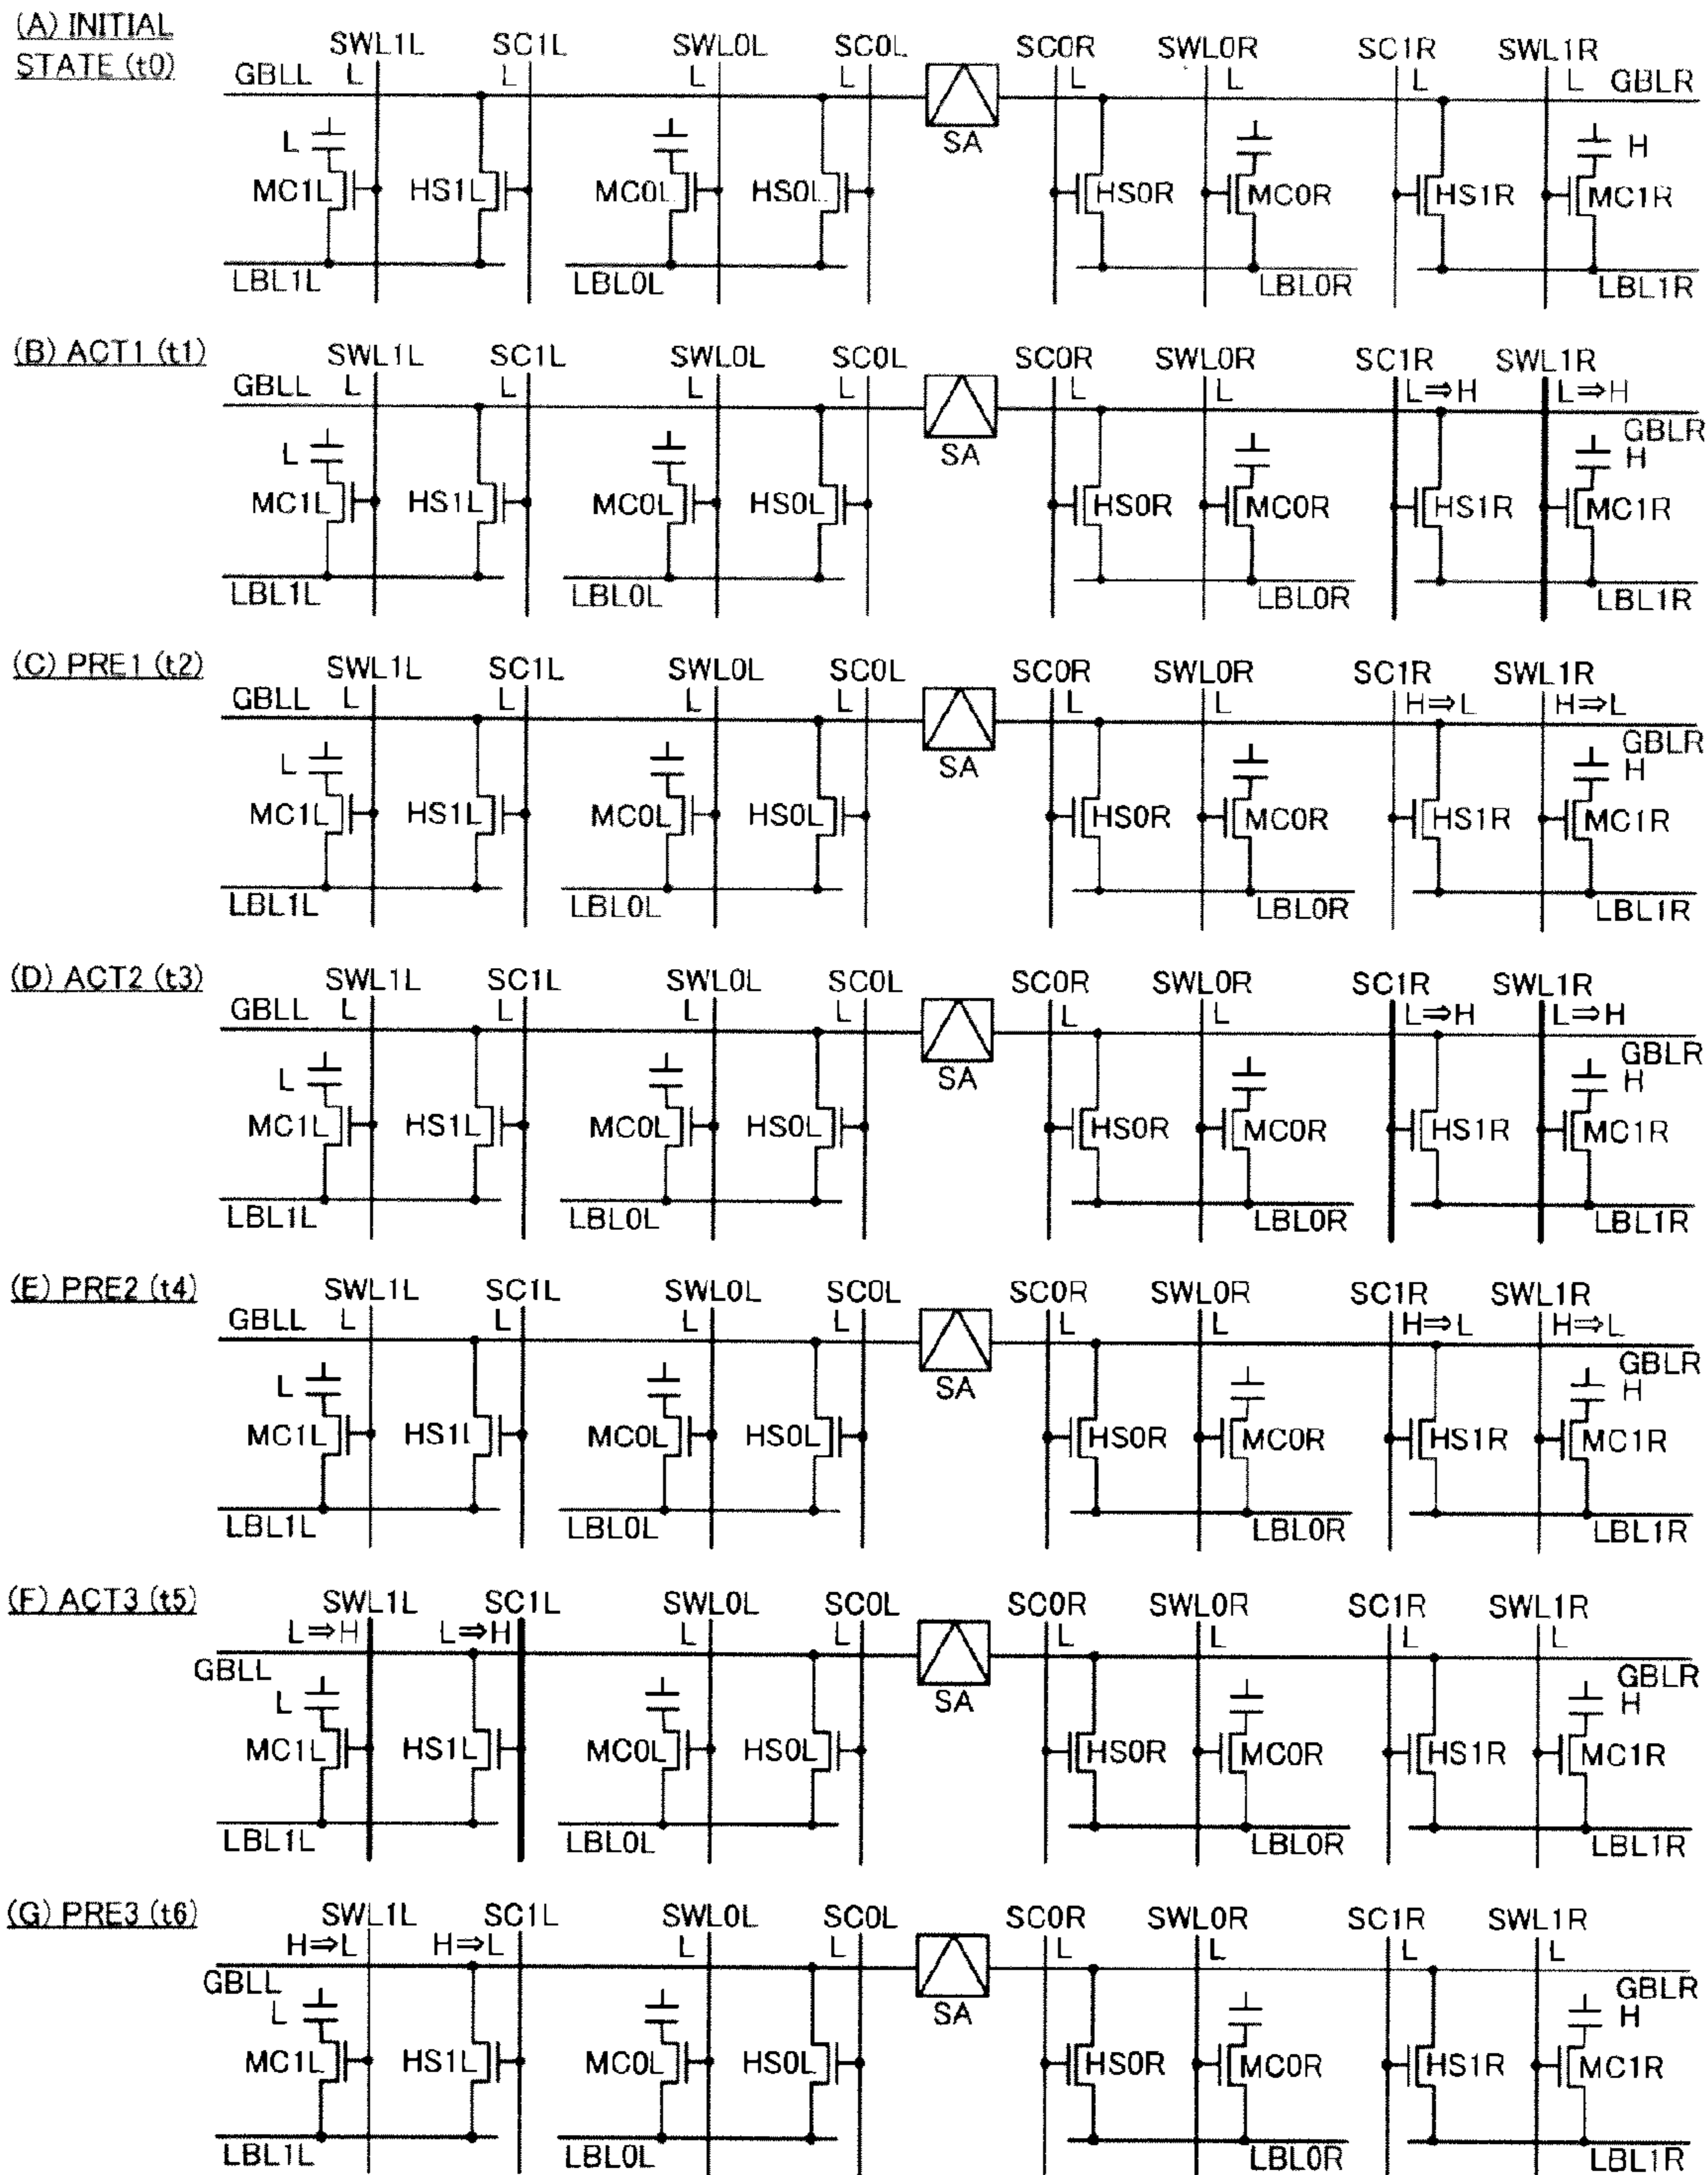 (A) INITIAL
STATE (t0)
SWL1L SC1L SWL0L SC0L SC0R SWL0R SC1R SWL1R
GBLL L L L L L L L L GBLR
SA
L H
MC1L HS1L MC0L HS0L HS0R MC0R HS1R MC1R
LBL1L LBL0L LBL0R LBL1R
(B) ACT1 (t1)
SWL1L SC1L SWL0L SC0L SC0R SWL0R SC1R SWL1R
GBLL L L L L L L L⇒H L⇒H
GBLR
SA
L H
MC1L HS1L MC0L HS0L HS0R MC0R HS1R MC1R
LBL1L LBL0L LBL0R LBL1R
(C) PRE1 (t2)
SWL1L SC1L SWL0L SC0L SC0R SWL0R SC1R SWL1R
GBLL L L L L L L H⇒L H⇒L
GBLR
SA
L H
MC1L HS1L MC0L HS0L HS0R MC0R HS1R MC1R
LBL1L LBL0L LBL0R LBL1R
(D) ACT2 (t3)
SWL1L SC1L SWL0L SC0L SC0R SWL0R SC1R SWL1R
GBLL L L L L L L L⇒H L⇒H
GBLR
SA
L H
MC1L HS1L MC0L HS0L HS0R MC0R HS1R MC1R
LBL1L LBL0L LBL0R LBL1R
(E) PRE2 (t4)
SWL1L SC1L SWL0L SC0L SC0R SWL0R SC1R SWL1R
GBLL L L L L L L H⇒L H⇒L
GBLR
SA
L H
MC1L HS1L MC0L HS0L HS0R MC0R HS1R MC1R
LBL1L LBL0L LBL0R LBL1R
(F) ACT3 (t5)
SWL1L SC1L SWL0L SC0L SC0R SWL0R SC1R SWL1R
L⇒H L⇒H L L L L L L
GBLL GBLR
SA
L H
MC1L HS1L MC0L HS0L HS0R MC0R HS1R MC1R
LBL1L LBL0L LBL0R LBL1R
(G) PRE3 (t6)
SWL1L SC1L SWL0L SC0L SC0R SWL0R SC1R SWL1R
H⇒L H⇒L L L L L L L
GBLL GBLR
SA
L H
MC1L HS1L MC0L HS0L HS0R MC0R HS1R MC1R
LBL1L LBL0L LBL0R LBL1R